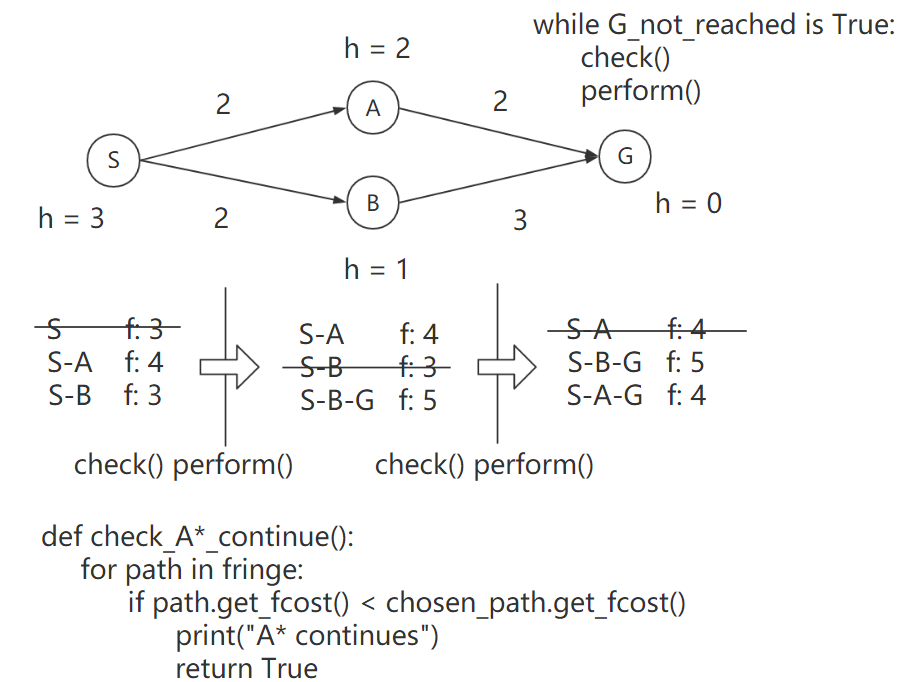 while G_not_reached is True:
check()
perform()
h = 2
2
A
2
S
G
h = 3
2
B
3
h = 0
h = 1
S f: 3
S-A f: 4
S-B f: 3
S-A f: 4
S-B f: 3
S-B-G f: 5
S-A f: 4
S-B-G f: 5
S-A-G f: 4
check() perform()
check() perform()
def check_A*_continue():
for path in fringe:
if path.get_fcost() < chosen_path.get_fcost()
print("A* continues")
return True